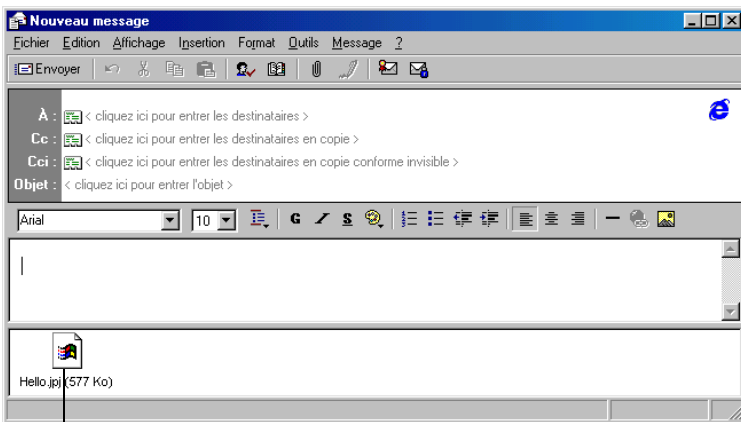 Nouveau message
Fichier Edition Affichage Insertion Format Outils Message ?
Envoyer
À : < cliquez ici pour entrer les destinataires >
Cc : < cliquez ici pour entrer les destinataires en copie >
Cci : < cliquez ici pour entrer les destinataires en copie conforme invisible >
Objet : < cliquez ici pour entrer l'objet >
Arial 10 G I S
Hello.jpj (577 Ko)